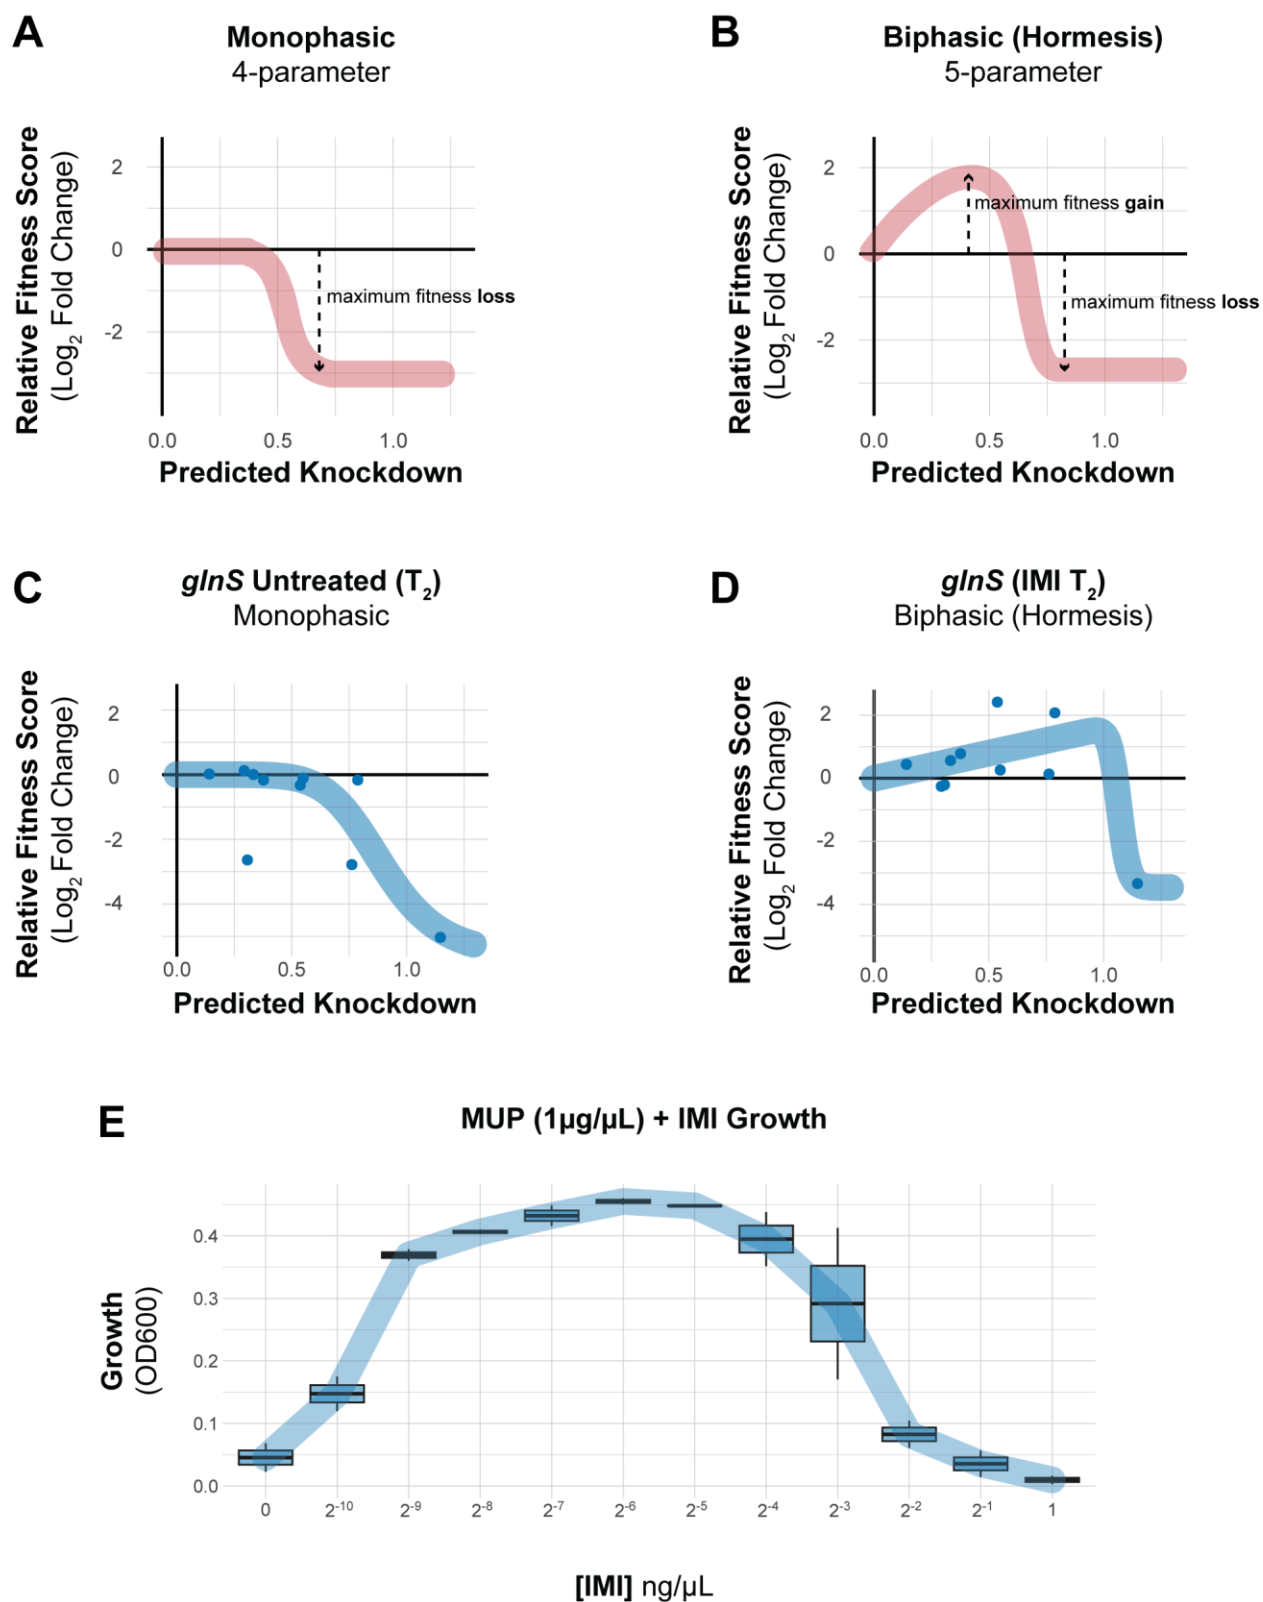 A
Monophasic
4-parameter
Relative Fitness Score
(Log2 Fold Change)
2
0
-2
maximum fitness loss
0.0 0.5 1.0
Predicted Knockdown
B
Biphasic (Hormesis)
5-parameter
Relative Fitness Score
(Log2 Fold Change)
2
0
-2
maximum fitness gain
maximum fitness loss
0.0 0.5 1.0
Predicted Knockdown
C
glnS Untreated (T2)
Monophasic
Relative Fitness Score
(Log2 Fold Change)
2
0
-2
-4
0.0 0.5 1.0
Predicted Knockdown
D
glnS (IMI T2)
Biphasic (Hormesis)
Relative Fitness Score
(Log2 Fold Change)
2
0
-2
-4
0.0 0.5 1.0
Predicted Knockdown
E
MUP (1µg/µL) + IMI Growth
Growth
(OD600)
0.4
0.3
0.2
0.1
0.0
0 2-10 2-9 2-8 2-7 2-6 2-5 2-4 2-3 2-2 2-1 1
[IMI] ng/µL